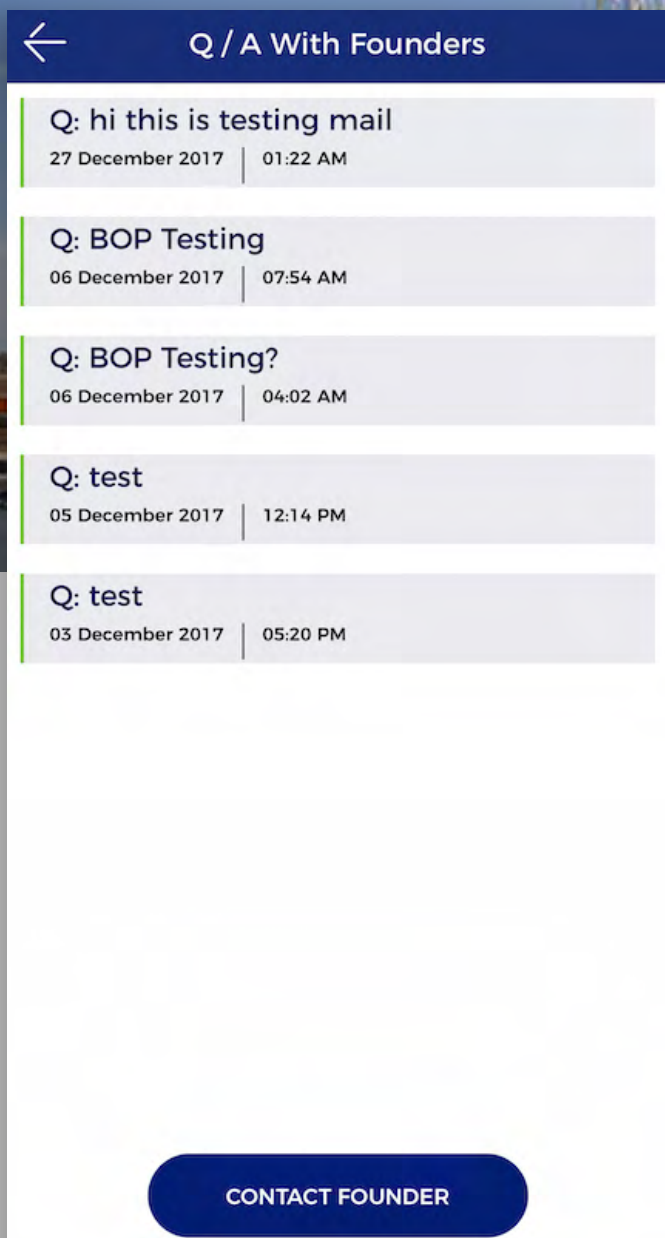 Q / A With Founders
Q: hi this is testing mail
27 December 2017 | 01:22 AM
Q: BOP Testing
06 December 2017 | 07:54 AM
Q: BOP Testing?
06 December 2017 | 04:02 AM
Q: test
05 December 2017 | 12:14 PM
Q: test
03 December 2017 | 05:20 PM
CONTACT FOUNDER